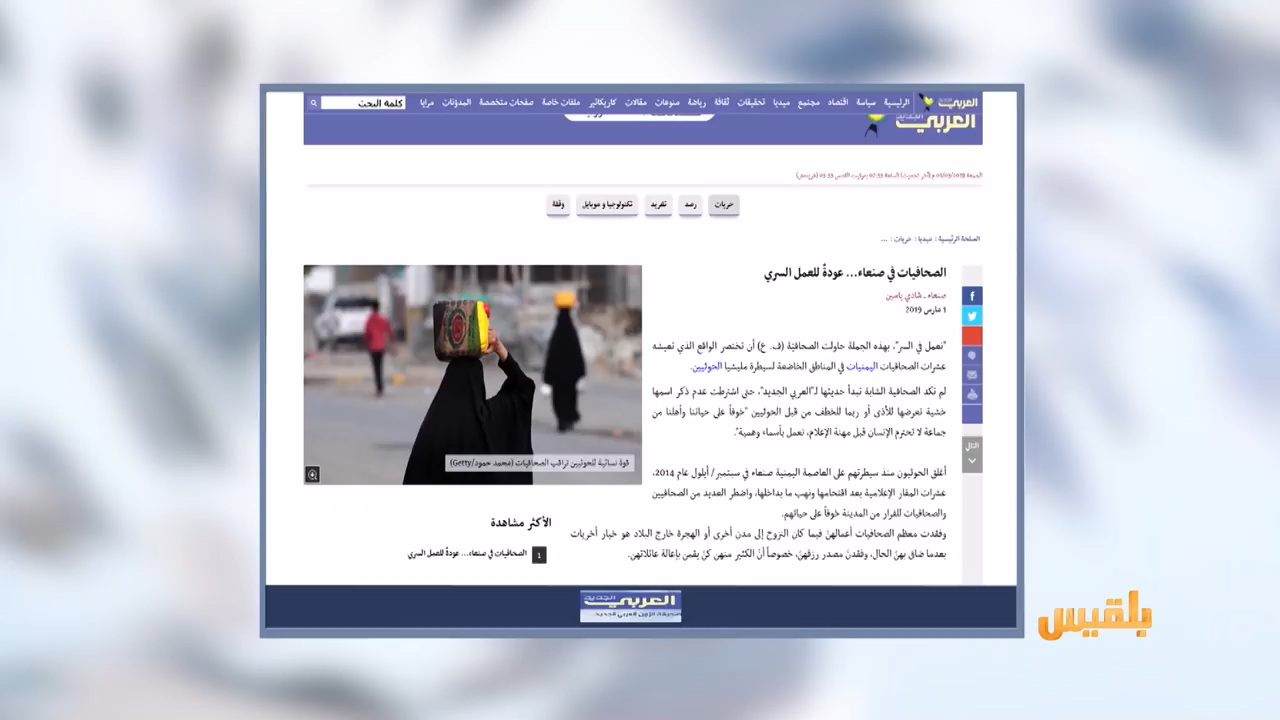 الرئيسية سياسة اقتصاد مجتمع ميديا تحقيقات ثقافة رياضة منوعات مقالات كاريكاتير ملفات خاصة صفحات متخصصة المدونات مرايا
كلمة البحث
العربي
العربي الجديد
حريات رصد تغريد تكنولوجيا و موبايل وقفة
الصفحة الرئيسية : ميديا : حريات : ...
الصحافيات في صنعاء... عودةٌ للعمل السري
صنعاء ـ شادي ياسين
1 مارس 2019
"نعمل في السر"، بهذه الجملة حاولت الصحافيّة (ف. ع) أن تختصر الواقع الذي تعيشه
عشرات الصحافيات اليمنيات في المناطق الخاضعة لسيطرة مليشيا الحوثيين.
لم تكد الصحافية الشابة تبدأ حديثها لـ"العربي الجديد"، حتى اشترطت عدم ذكر اسمها
خشية تعرضها للأذى أو ربما للخطف من قبل الحوثيين "خوفاً على حياتنا وأهلنا من
جماعة لا تحترم الإنسان قبل مهنة الإعلام، نعمل بأسماء وهمية".
أغلق الحوثيون منذ سيطرتهم على العاصمة اليمنية صنعاء في سبتمبر/ أيلول عام 2014،
عشرات المقار الإعلامية بعد اقتحامها ونهب ما بداخلها، واضطر العديد من الصحافيين
والصحافيات للفرار من المدينة خوفاً على حياتهم.
وفقدت معظم الصحافيات أعمالهنّ فيما كان النزوح إلى مدن أخرى أو الهجرة خارج البلاد هو خيار أخريات
بعدما ضاق بهنّ الحال، وفقدن مصدر رزقهنّ، خصوصاً أنّ الكثير منهن كنّ يقمن بإعالة عائلاتهن.
قوة نسائية للحوثيين تراقب الصحافيات (محمد حمود/Getty)
التالي
الأكثر مشاهدة
1 الصحافيات في صنعاء... عودةٌ للعمل السري
العربي الجديد
بلقيس